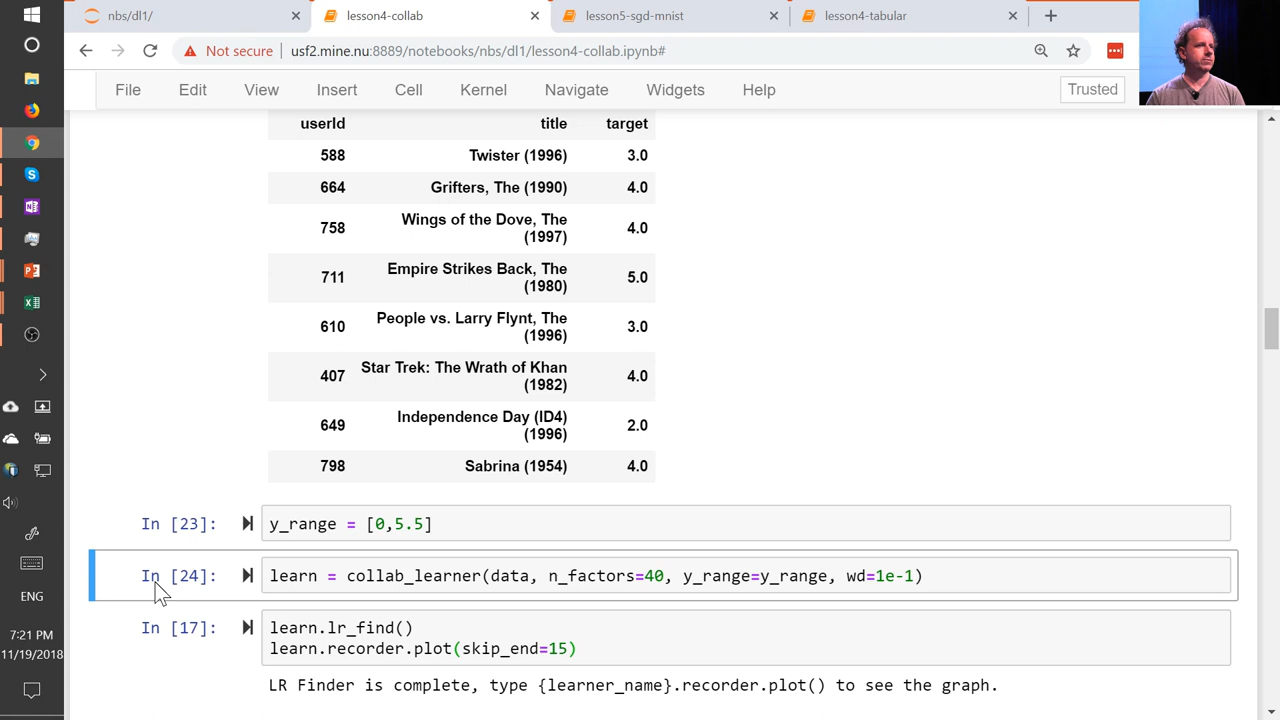 nbs/dl1/
lesson4-collab
lesson5-sgd-mnist
lesson4-tabular
Not secure
usf2.mine.nu:8889/notebooks/nbs/dl1/lesson4-collab.ipynb#
File Edit View Insert Cell Kernel Navigate Widgets Help
Trusted
userId title target
588 Twister (1996) 3.0
664 Grifters, The (1990) 4.0
758 Wings of the Dove, The
(1997) 4.0
711 Empire Strikes Back, The
(1980) 5.0
610 People vs. Larry Flynt, The
(1996) 3.0
407 Star Trek: The Wrath of Khan
(1982) 4.0
649 Independence Day (ID4)
(1996) 2.0
798 Sabrina (1954) 4.0
In [23]: y_range = [0,5.5]
In [24]: learn = collab_learner(data, n_factors=40, y_range=y_range, wd=1e-1)
In [17]: learn.lr_find()
learn.recorder.plot(skip_end=15)
LR Finder is complete, type {learner_name}.recorder.plot() to see the graph.
ENG
7:21 PM
11/19/2018